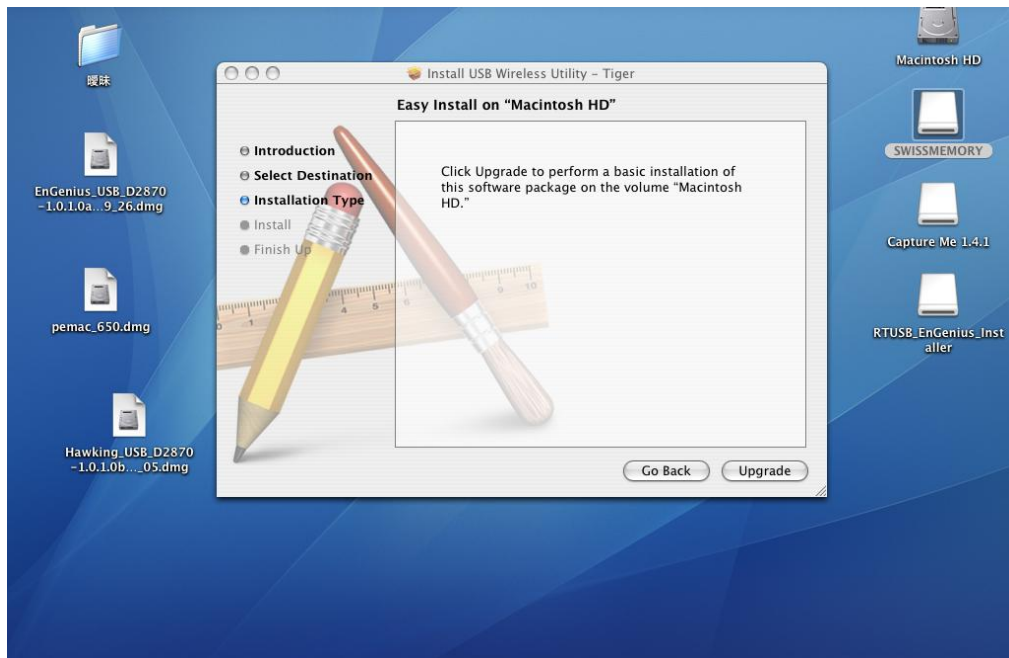 曖昧
EnGenius_USB_D2870
-1.0.1.0a...9_26.dmg
pemac_650.dmg
Hawking_USB_D2870
-1.0.1.0b..._05.dmg
Install USB Wireless Utility – Tiger
Easy Install on “Macintosh HD”
Introduction
Select Destination
Installation Type
Install
Finish Up
Click Upgrade to perform a basic installation of
this software package on the volume “Macintosh
HD.”
Go Back
Upgrade
Macintosh HD
SWISSMEMORY
Capture Me 1.4.1
RTUSB_EnGenius_Inst
aller